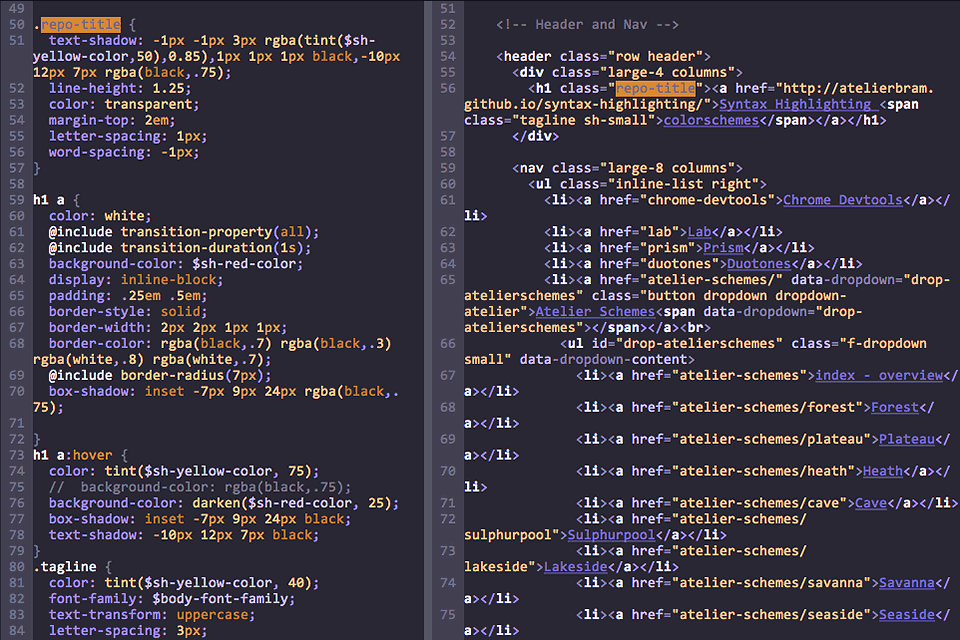 49
50 .repo-title {
51   text-shadow: -1px -1px 3px rgba(tint($sh-
yellow-color,50),0.85),1px 1px 1px black,-10px
12px 7px rgba(black,.75);
52   line-height: 1.25;
53   color: transparent;
54   margin-top: 2em;
55   letter-spacing: 1px;
56   word-spacing: -1px;
57 }
58
59 h1 a {
60   color: white;
61   @include transition-property(all);
62   @include transition-duration(1s);
63   background-color: $sh-red-color;
64   display: inline-block;
65   padding: .25em .5em;
66   border-style: solid;
67   border-width: 2px 2px 1px 1px;
68   border-color: rgba(black,.7) rgba(black,.3)
rgba(white,.8) rgba(white,.7);
69   @include border-radius(7px);
70   box-shadow: inset -7px 9px 24px rgba(black,.
75);
71
72 }
73 h1 a:hover {
74   color: tint($sh-yellow-color, 75);
75   //  background-color: rgba(black,.75);
76   background-color: darken($sh-red-color, 25);
77   box-shadow: inset -7px 9px 24px black;
78   text-shadow: -10px 12px 7px black;
79 }
80 .tagline {
81   color: tint($sh-yellow-color, 40);
82   font-family: $body-font-family;
83   text-transform: uppercase;
84   letter-spacing: 3px;
51
52     <!-- Header and Nav -->
53
54     <header class="row header">
55       <div class="large-4 columns">
56         <h1 class="repo-title"><a href="http://atelierbram.
github.io/syntax-highlighting/">Syntax Highlighting <span
class="tagline sh-small">colorschemes</span></a></h1>
57       </div>
58
59       <nav class="large-8 columns">
60         <ul class="inline-list right">
61           <li><a href="chrome-devtools">Chrome Devtools</a></
li>
62           <li><a href="lab">Lab</a></li>
63           <li><a href="prism">Prism</a></li>
64           <li><a href="duotones">Duotones</a></li>
65           <li><a href="atelier-schemes/" data-dropdown="drop-
atelierschemes" class="button dropdown dropdown-
atelier">Atelier Schemes<span data-dropdown="drop-
atelierschemes"></span></a><br>
66             <ul id="drop-atelierschemes" class="f-dropdown
small" data-dropdown-content>
67               <li><a href="atelier-schemes">index - overview</
a></li>
68               <li><a href="atelier-schemes/forest">Forest</
a></li>
69               <li><a href="atelier-schemes/plateau">Plateau</
a></li>
70               <li><a href="atelier-schemes/heath">Heath</a></
li>
71               <li><a href="atelier-schemes/cave">Cave</a></li>
72               <li><a href="atelier-schemes/
sulphurpool">Sulphurpool</a></li>
73               <li><a href="atelier-schemes/
lakeside">Lakeside</a></li>
74               <li><a href="atelier-schemes/savanna">Savanna</
a></li>
75               <li><a href="atelier-schemes/seaside">Seaside</
a></li>